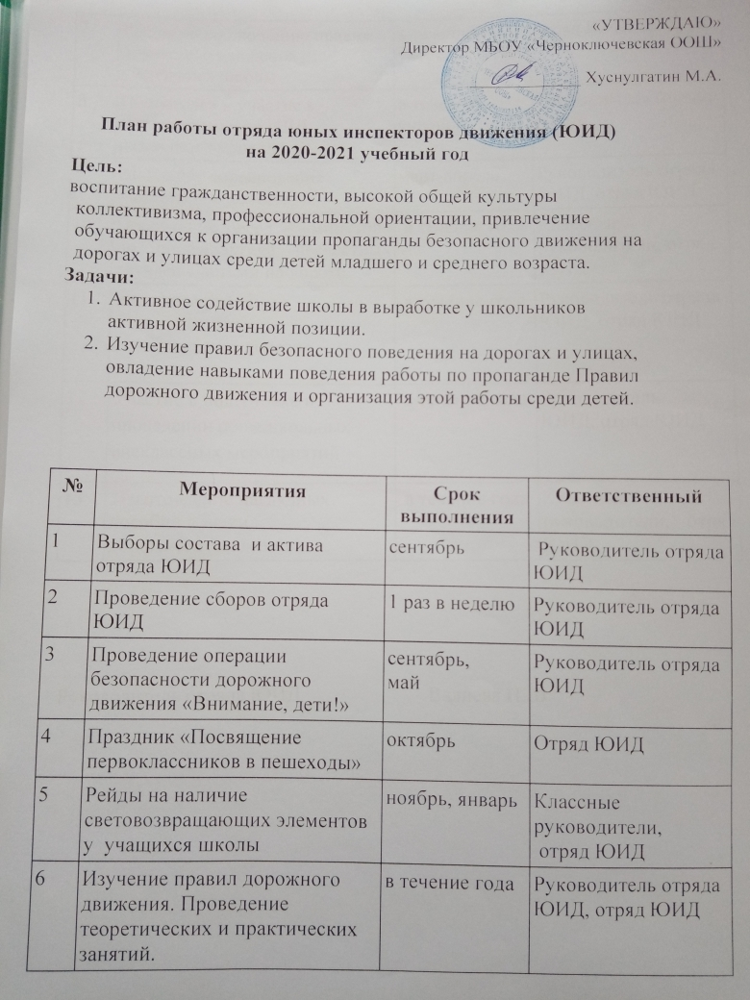 «УТВЕРЖДАЮ»
Директор МБОУ «Черноключевская ООШ»
Хуснулгатин М.А.
План работы отряда юных инспекторов движения (ЮИД)
на 2020-2021 учебный год
Цель:
воспитание гражданственности, высокой общей культуры
коллективизма, профессиональной ориентации, привлечение
обучающихся к организации пропаганды безопасного движения на
дорогах и улицах среди детей младшего и среднего возраста.
Задачи:
1. Активное содействие школы в выработке у школьников
активной жизненной позиции.
2. Изучение правил безопасного поведения на дорогах и улицах,
овладение навыками поведения работы по пропаганде Правил
дорожного движения и организация этой работы среди детей.
№ Мероприятия Срок Ответственный
выполнения
1 Выборы состава и актива сентябрь Руководитель отряда
отряда ЮИД ЮИД
2 Проведение сборов отряда 1 раз в неделю Руководитель отряда
ЮИД ЮИД
3 Проведение операции сентябрь, Руководитель отряда
безопасности дорожного май ЮИД
движения «Внимание, дети!»
4 Праздник «Посвящение октябрь Отряд ЮИД
первоклассников в пешеходы»
5 Рейды на наличие ноябрь, январь Классные
световозвращающих элементов руководители,
у учащихся школы отряд ЮИД
6 Изучение правил дорожного в течение года Руководитель отряда
движения. Проведение ЮИД, отряд ЮИД
теоретических и практических
занятий.